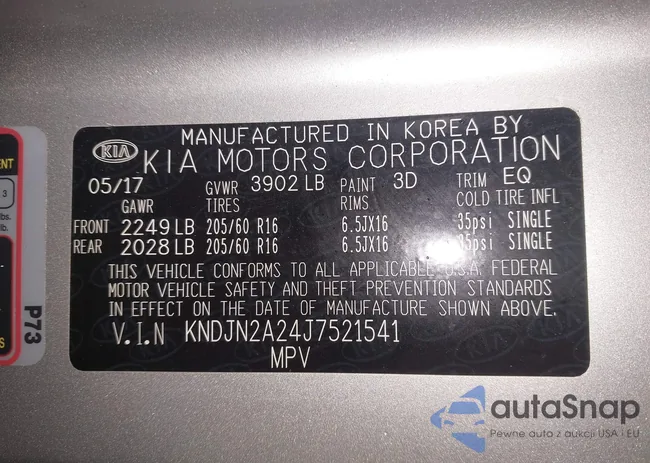 MANUFACTURED IN KOREA BY
KIA KIA MOTORS CORPORATION
05/17 GVWR 3902 LB PAINT 3D TRIM EQ
GAWR TIRES RIMS COLD TIRE INFL
FRONT 2249 LB 205/60 R16 6.5JX16 35psi SINGLE
REAR 2028 LB 205/60 R16 6.5JX16 35psi SINGLE
THIS VEHICLE CONFORMS TO ALL APPLICABLE U.S.A. FEDERAL
MOTOR VEHICLE SAFETY AND THEFT PREVENTION STANDARDS
IN EFFECT ON THE DATE OF MANUFACTURE SHOWN ABOVE.
V.I.N KNDJN2A24J7521541
MPV
P73
autaSnap
Pewne auta z aukcji USA i EU